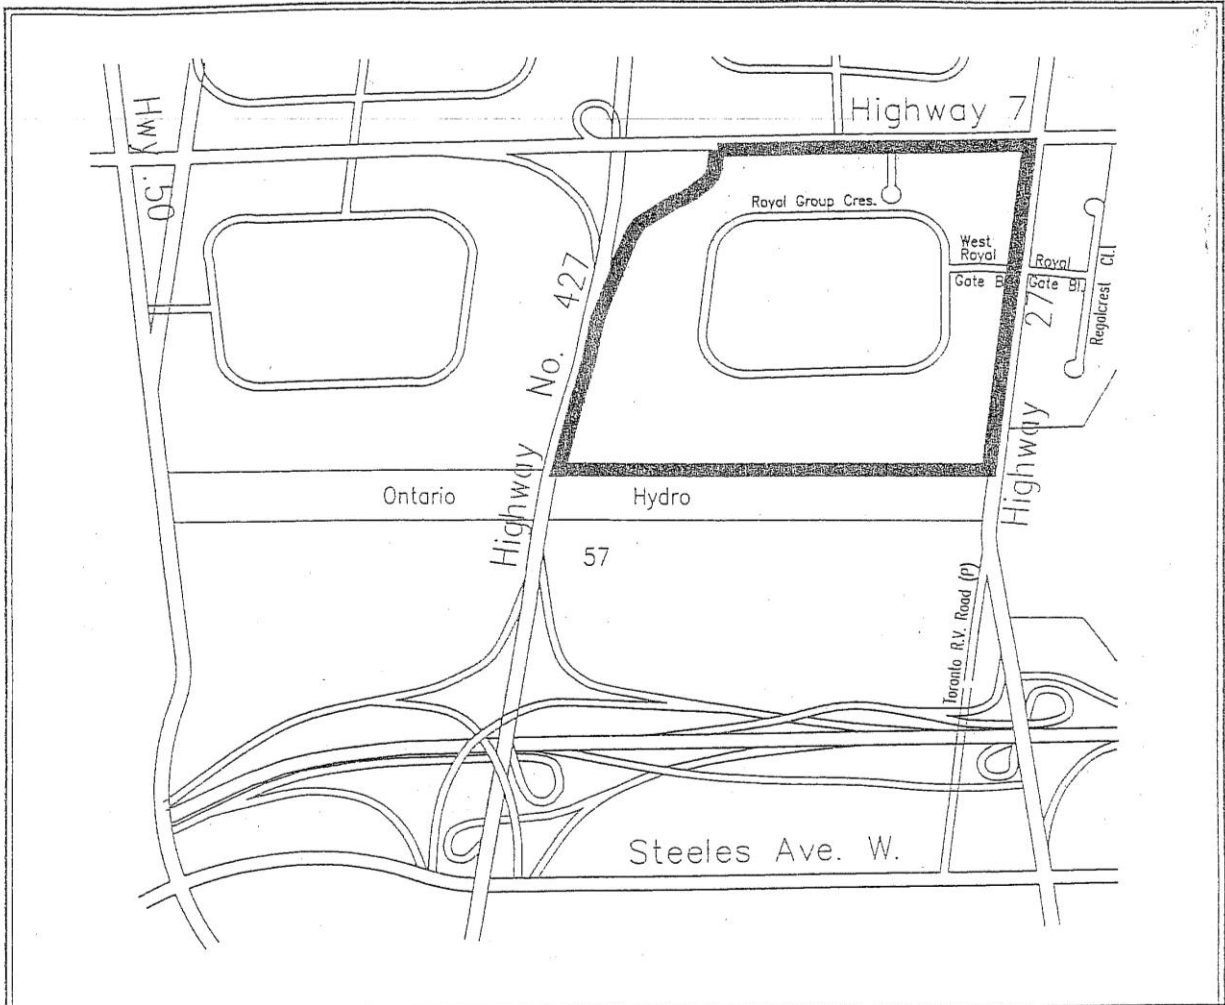 Highway 7
Hwy .50
Royal Group Cres.
West
Royal
Gate B
Royal
Gate Bl.
Regalcrest Ct.
27
Highway
No. 427
Highway
Ontario Hydro
57
Toronto R.V. Road (P)
Steeles Ave. W.